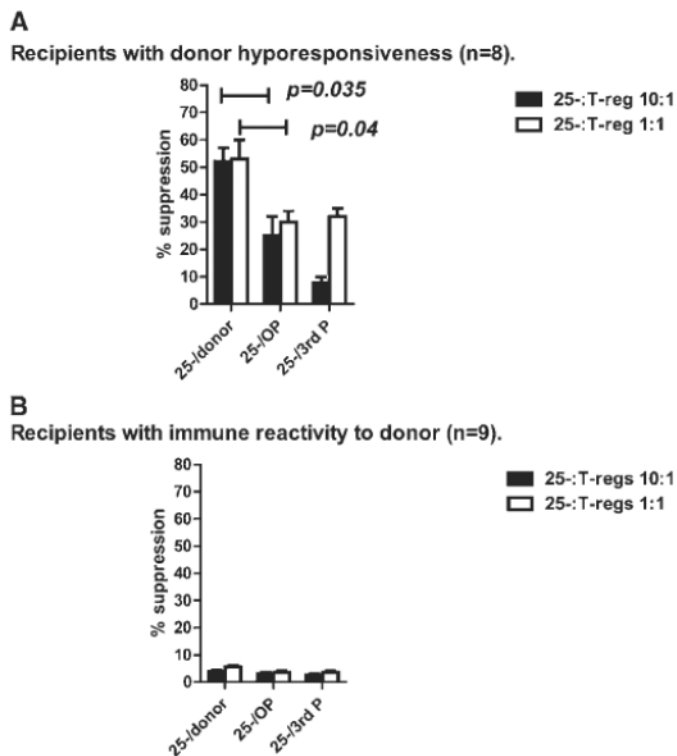 A
Recipients with donor hyporesponsiveness (n=8).
80
70
60
50
40
30
20
10
0
% suppression
p=0.035
p=0.04
25-:T-reg 10:1
25-:T-reg 1:1
25-/donor
25-/OP
25-/3rd P
B
Recipients with immune reactivity to donor (n=9).
80
70
60
50
40
30
20
10
0
% suppression
25-:T-regs 10:1
25-:T-regs 1:1
25-/donor
25-/OP
25-/3rd P